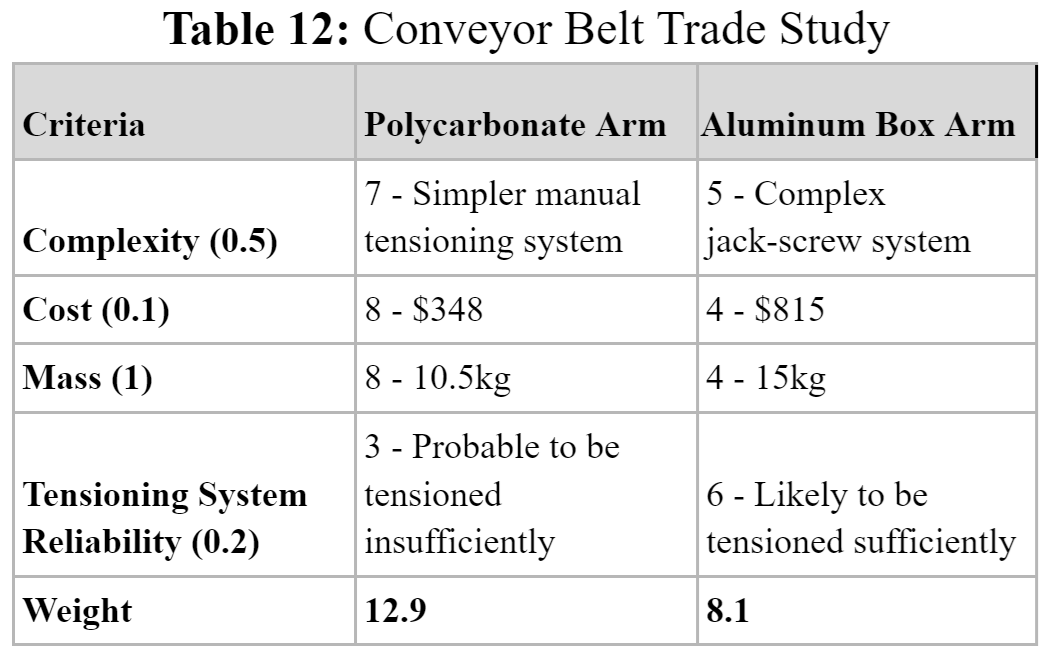 Table 12: Conveyor Belt Trade Study
Criteria
Polycarbonate Arm
Aluminum Box Arm
Complexity (0.5)
7 - Simpler manual
tensioning system
5 - Complex
jack-screw system
Cost (0.1)
8 - $348
4 - $815
Mass (1)
8 - 10.5kg
4 - 15kg
Tensioning System
Reliability (0.2)
3 - Probable to be
tensioned
insufficiently
6 - Likely to be
tensioned sufficiently
Weight
12.9
8.1